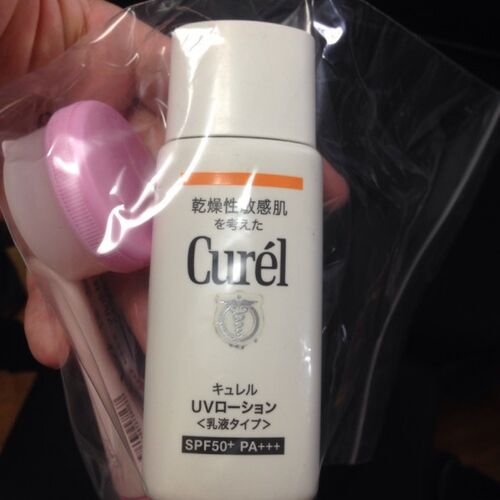 乾燥性敏感肌
を考えた
Curél
キュレル
UVローション
<乳液タイプ>
SPF50+ PA+++